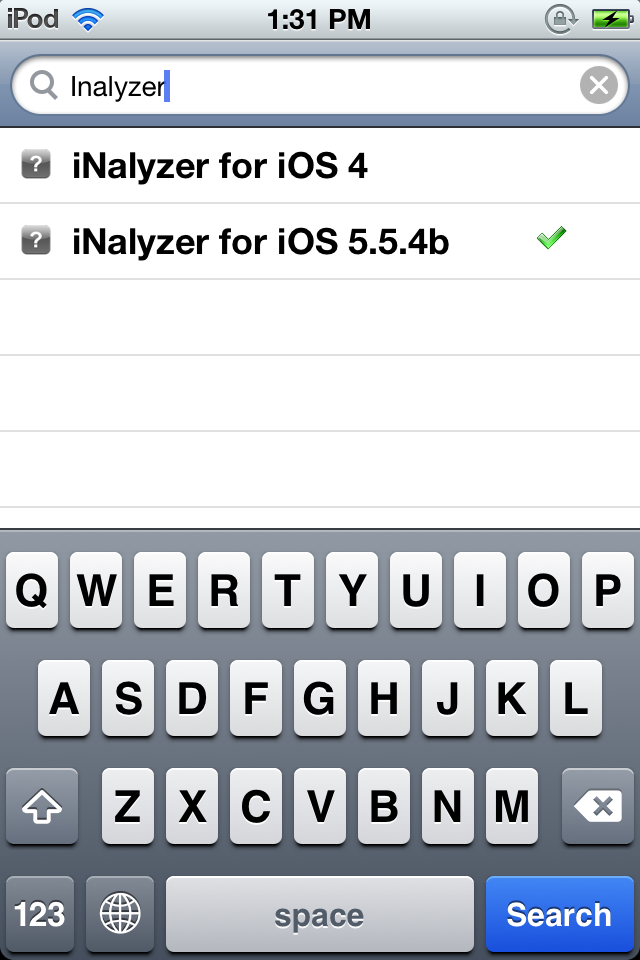 iPod 1:31 PM
Inalyzer
? iNalyzer for iOS 4
? iNalyzer for iOS 5.5.4b
Q W E R T Y U I O P
A S D F G H J K L
Z X C V B N M
123 space Search